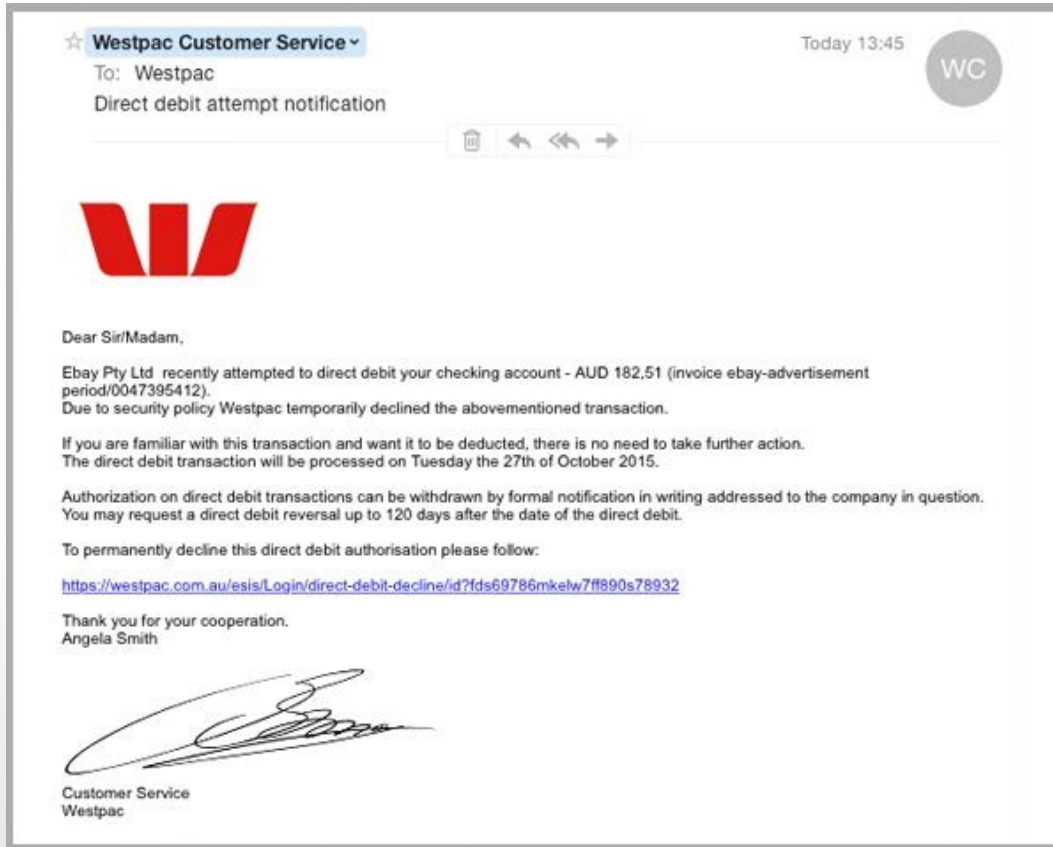 Westpac Customer Service
Today 13:45
WC
To: Westpac
Direct debit attempt notification
Dear Sir/Madam,
Ebay Pty Ltd recently attempted to direct debit your checking account - AUD 182,51 (invoice ebay-advertisement
period/0047395412).
Due to security policy Westpac temporarily declined the abovementioned transaction.
If you are familiar with this transaction and want it to be deducted, there is no need to take further action.
The direct debit transaction will be processed on Tuesday the 27th of October 2015.
Authorization on direct debit transactions can be withdrawn by formal notification in writing addressed to the company in question.
You may request a direct debit reversal up to 120 days after the date of the direct debit.
To permanently decline this direct debit authorisation please follow:
https://westpac.com.au/esis/Login/direct-debit-decline/id?fds69786mkelw7ff890s78932
Thank you for your cooperation.
Angela Smith
Customer Service
Westpac